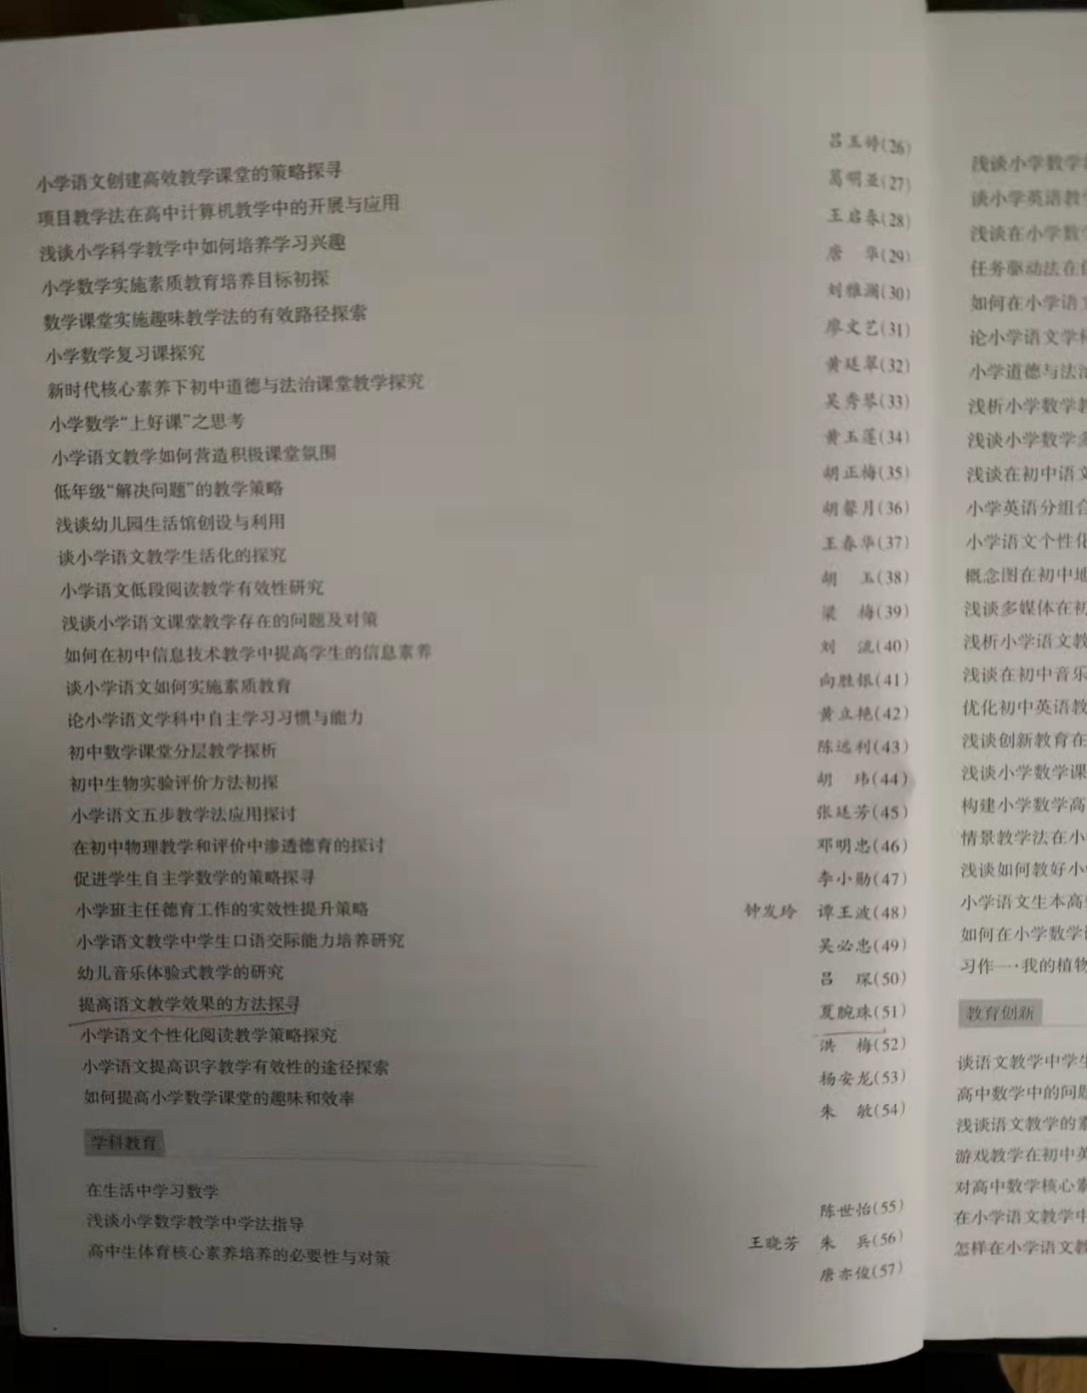 小学语文创建高效教学课堂的策略探寻 吕玉婷(26)
项目教学法在高中计算机教学中的开展与应用 葛明亚(27)
浅谈小学科学教学中如何培养学习兴趣 王启春(28)
小学数学实施素质教育培养目标初探 唐 华(29)
数学课堂实施趣味教学法的有效路径探索 刘雅澜(30)
小学数学复习课探究 廖文艺(31)
新时代核心素养下初中道德与法治课堂教学探究 黄廷翠(32)
小学数学“上好课”之思考 吴秀琴(33)
小学语文教学如何营造积极课堂氛围 黄玉莲(34)
低年级“解决问题”的教学策略 胡正梅(35)
浅谈幼儿园生活馆创设与利用 胡馨月(36)
谈小学语文教学生活化的探究 王春华(37)
小学语文低段阅读教学有效性研究 胡 玉(38)
浅谈小学语文课堂教学存在的问题及对策 梁 梅(39)
如何在初中信息技术教学中提高学生的信息素养 刘 流(40)
谈小学语文如何实施素质教育 向胜银(41)
论小学语文学科中自主学习习惯与能力 黄立艳(42)
初中数学课堂分层教学探析 陈远利(43)
初中生物实验评价方法初探 胡 玮(44)
小学语文五步教学法应用探讨 张廷芳(45)
在初中物理教学和评价中渗透德育的探讨 邓明忠(46)
促进学生自主学数学的策略探寻 李小勋(47)
小学班主任德育工作的实效性提升策略 钟发玲 谭王波(48)
小学语文教学中学生口语交际能力培养研究 吴必忠(49)
幼儿音乐体验式教学的研究 吕 琛(50)
提高语文教学效果的方法探寻 夏腕珠(51)
小学语文个性化阅读教学策略探究 洪 梅(52)
小学语文提高识字教学有效性的途径探索 杨安龙(53)
如何提高小学数学课堂的趣味和效率 朱 敏(54)
学科教育
在生活中学习数学 陈世怡(55)
浅谈小学数学教学中学法指导 王晓芳 朱 兵(56)
高中生体育核心素养培养的必要性与对策 唐亦俊(57)
浅谈小学数学
谈小学英语教
浅谈在小学数
任务驱动法在
如何在小学语
论小学语文学
小学道德与法
浅析小学数学
浅谈小学数学
浅谈在初中语文
小学英语分组合
小学语文个性化
概念图在初中地
浅谈多媒体在初
浅析小学语文教
浅谈在初中音乐
优化初中英语教
浅谈创新教育在
浅谈小学数学课
构建小学数学高
情景教学法在小
浅谈如何教好小
小学语文生本高
如何在小学数学
习作一·我的植物
教育创新
谈语文教学中学生
高中数学中的问题
浅谈语文教学的
游戏教学在初中英
对高中数学核心素
在小学语文教学中
怎样在小学语文教